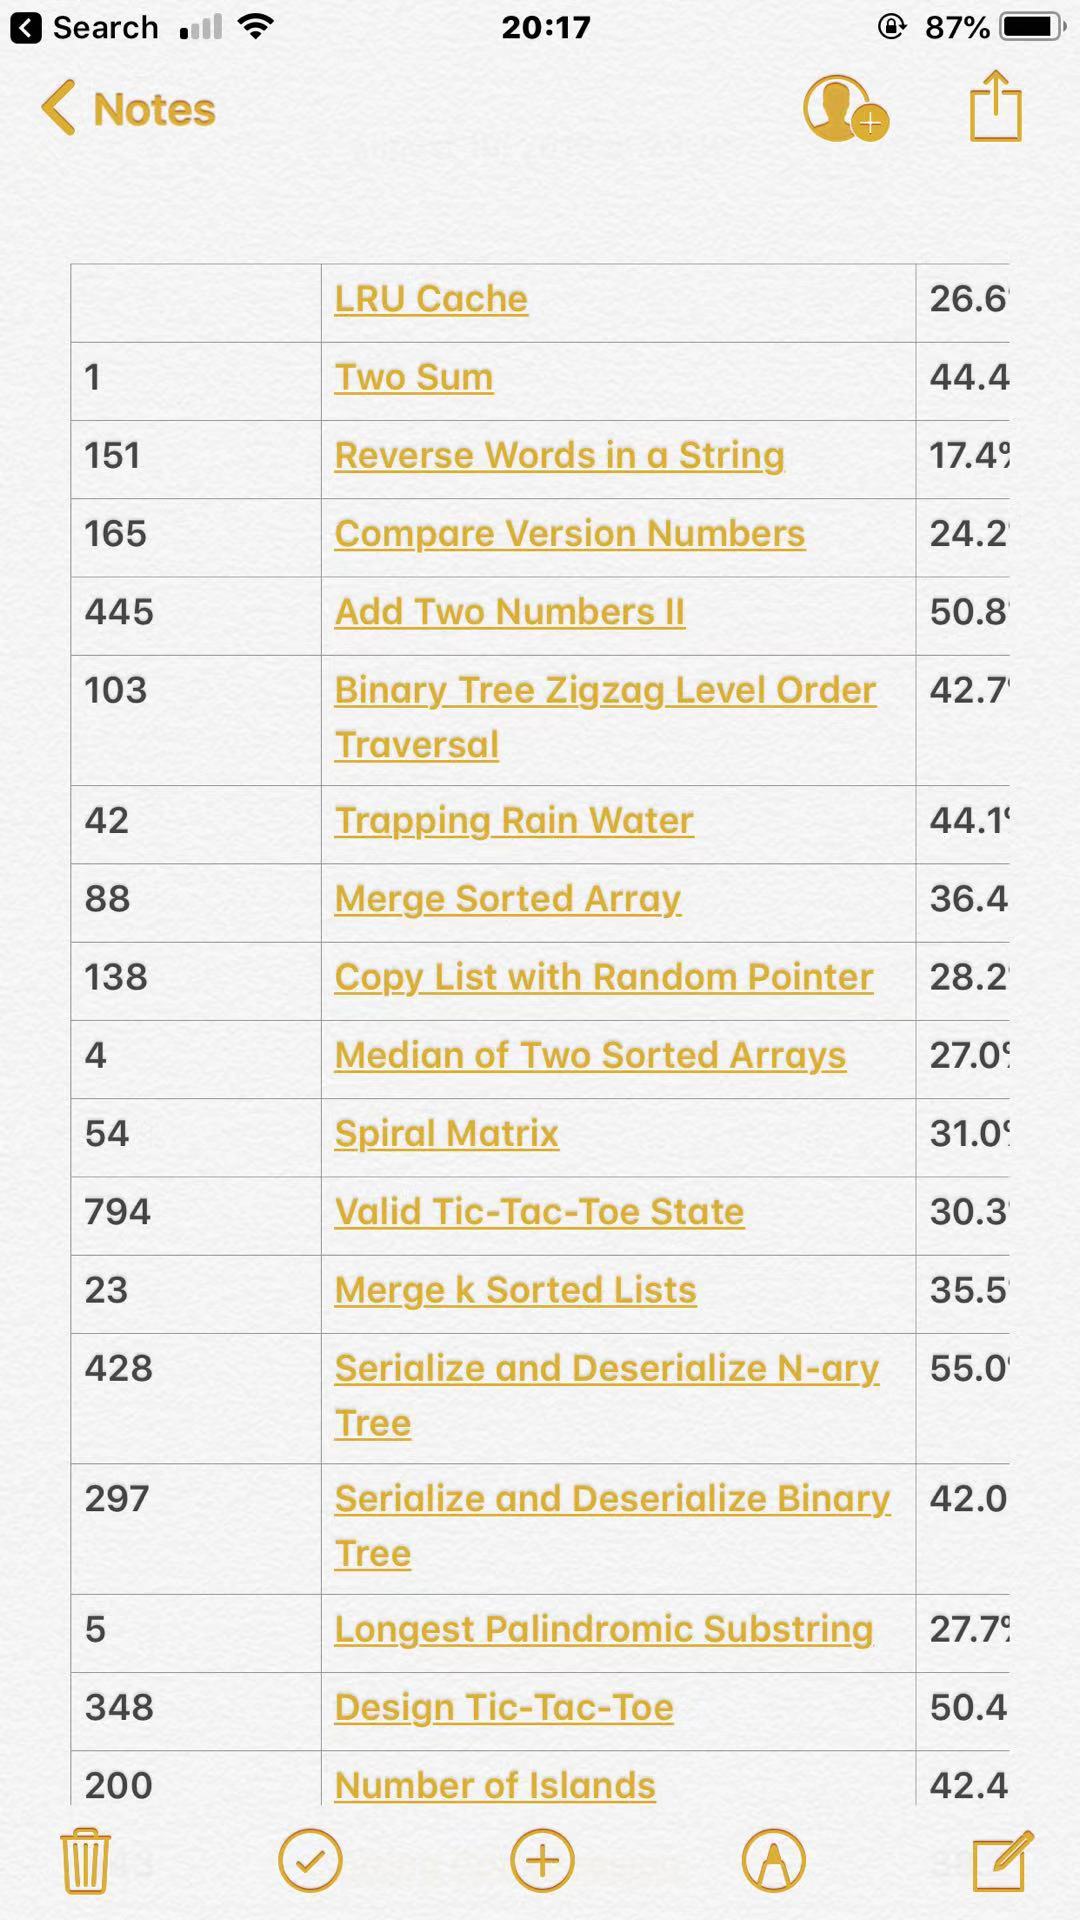 Search
20:17
87%
Notes
LRU Cache 26.6
1 Two Sum 44.4
151 Reverse Words in a String 17.4%
165 Compare Version Numbers 24.2
445 Add Two Numbers II 50.8
103 Binary Tree Zigzag Level Order 42.7
Traversal
42 Trapping Rain Water 44.1
88 Merge Sorted Array 36.4
138 Copy List with Random Pointer 28.2
4 Median of Two Sorted Arrays 27.0
54 Spiral Matrix 31.0
794 Valid Tic-Tac-Toe State 30.3
23 Merge k Sorted Lists 35.5
428 Serialize and Deserialize N-ary 55.0
Tree
297 Serialize and Deserialize Binary 42.0
Tree
5 Longest Palindromic Substring 27.7%
348 Design Tic-Tac-Toe 50.4
200 Number of Islands 42.4